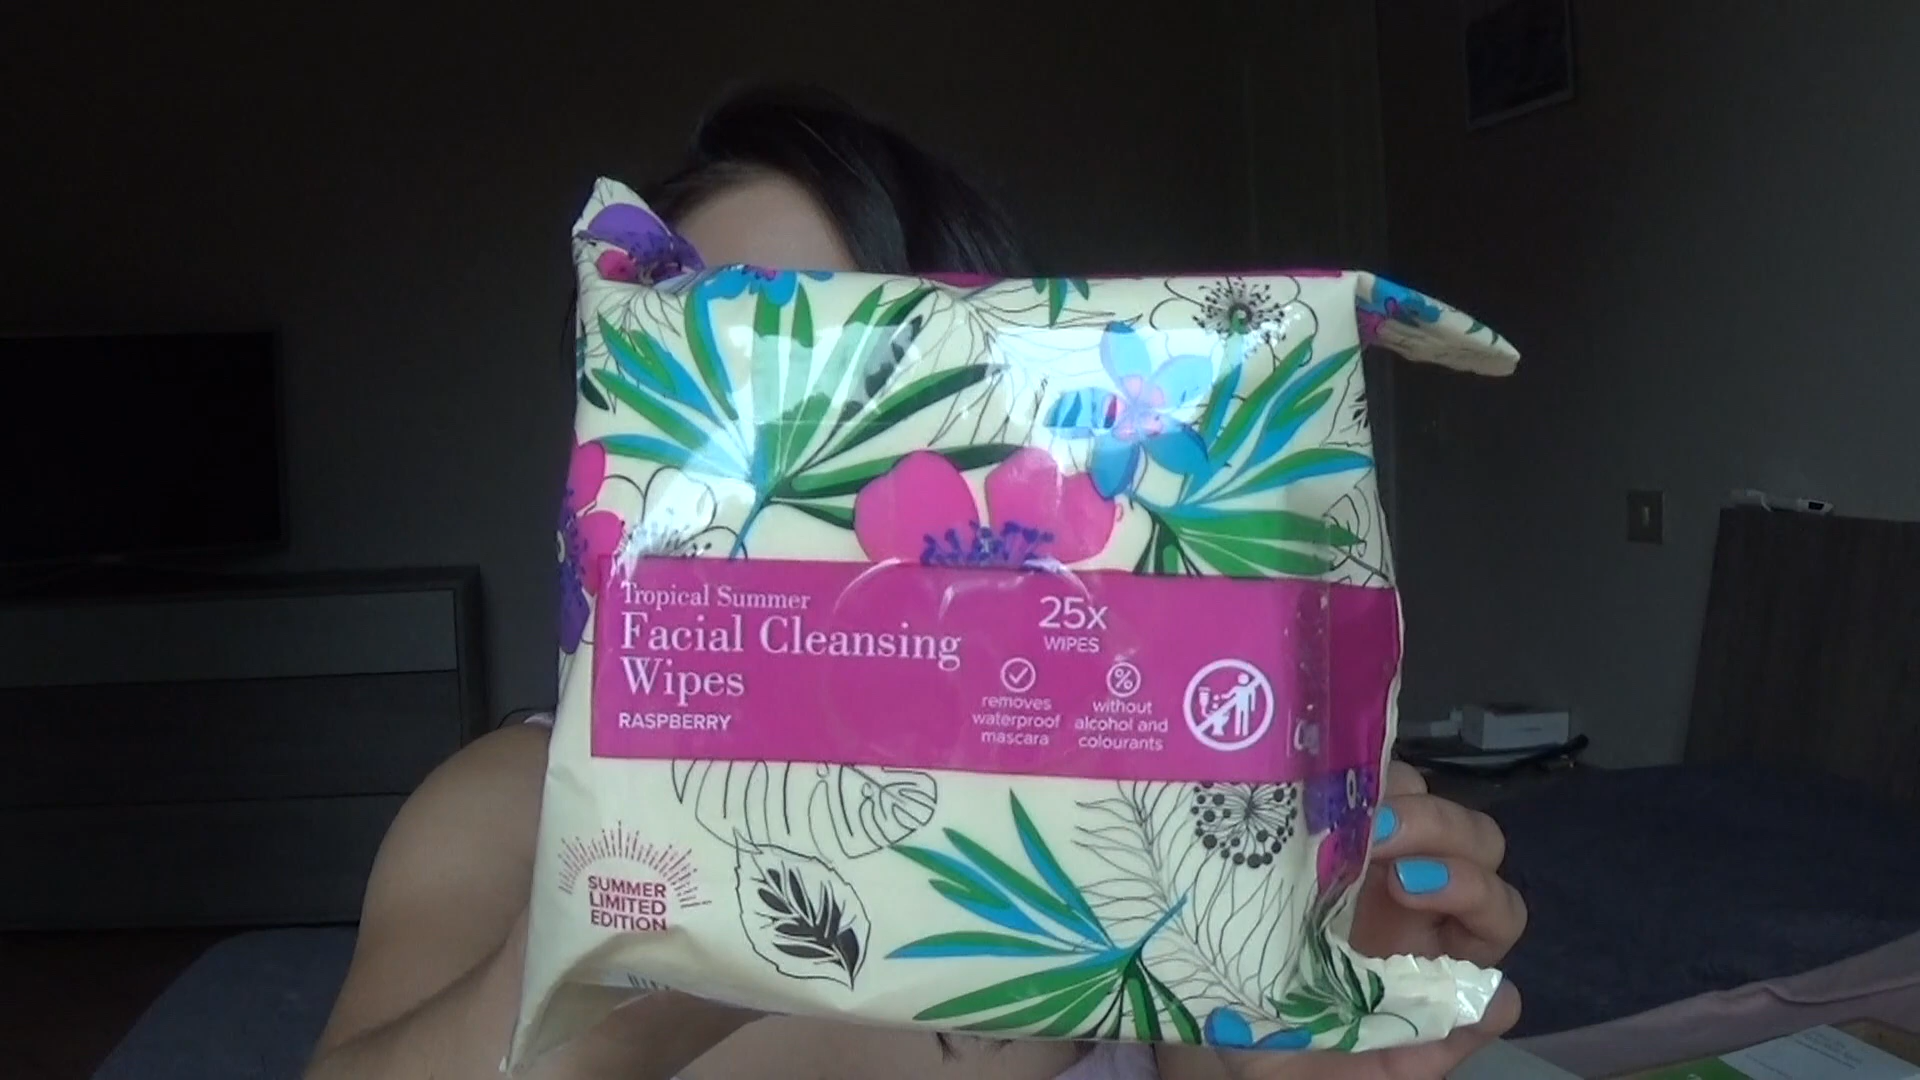 Tropical Summer
Facial Cleansing
Wipes
RASPBERRY
25x
WIPES
removes
waterproof
mascara
%
without
alcohol and
colourants
SUMMER
LIMITED
EDITION